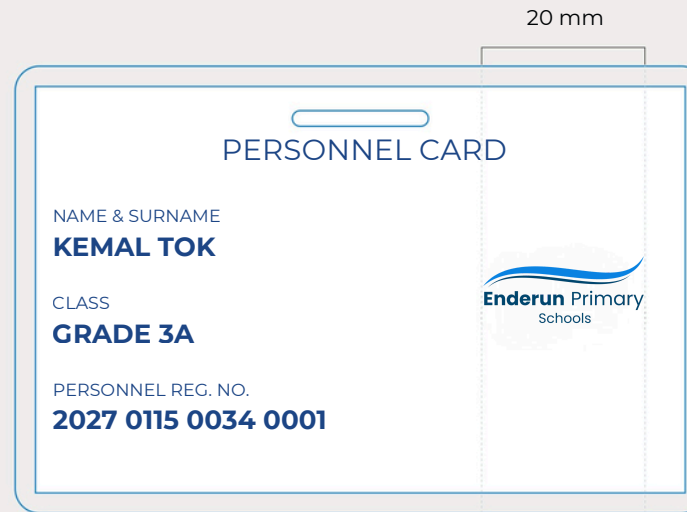 20 mm
PERSONNEL CARD
NAME & SURNAME
KEMAL TOK
CLASS
GRADE 3A
PERSONNEL REG. NO.
2027 0115 0034 0001
Enderun Primary
Schools